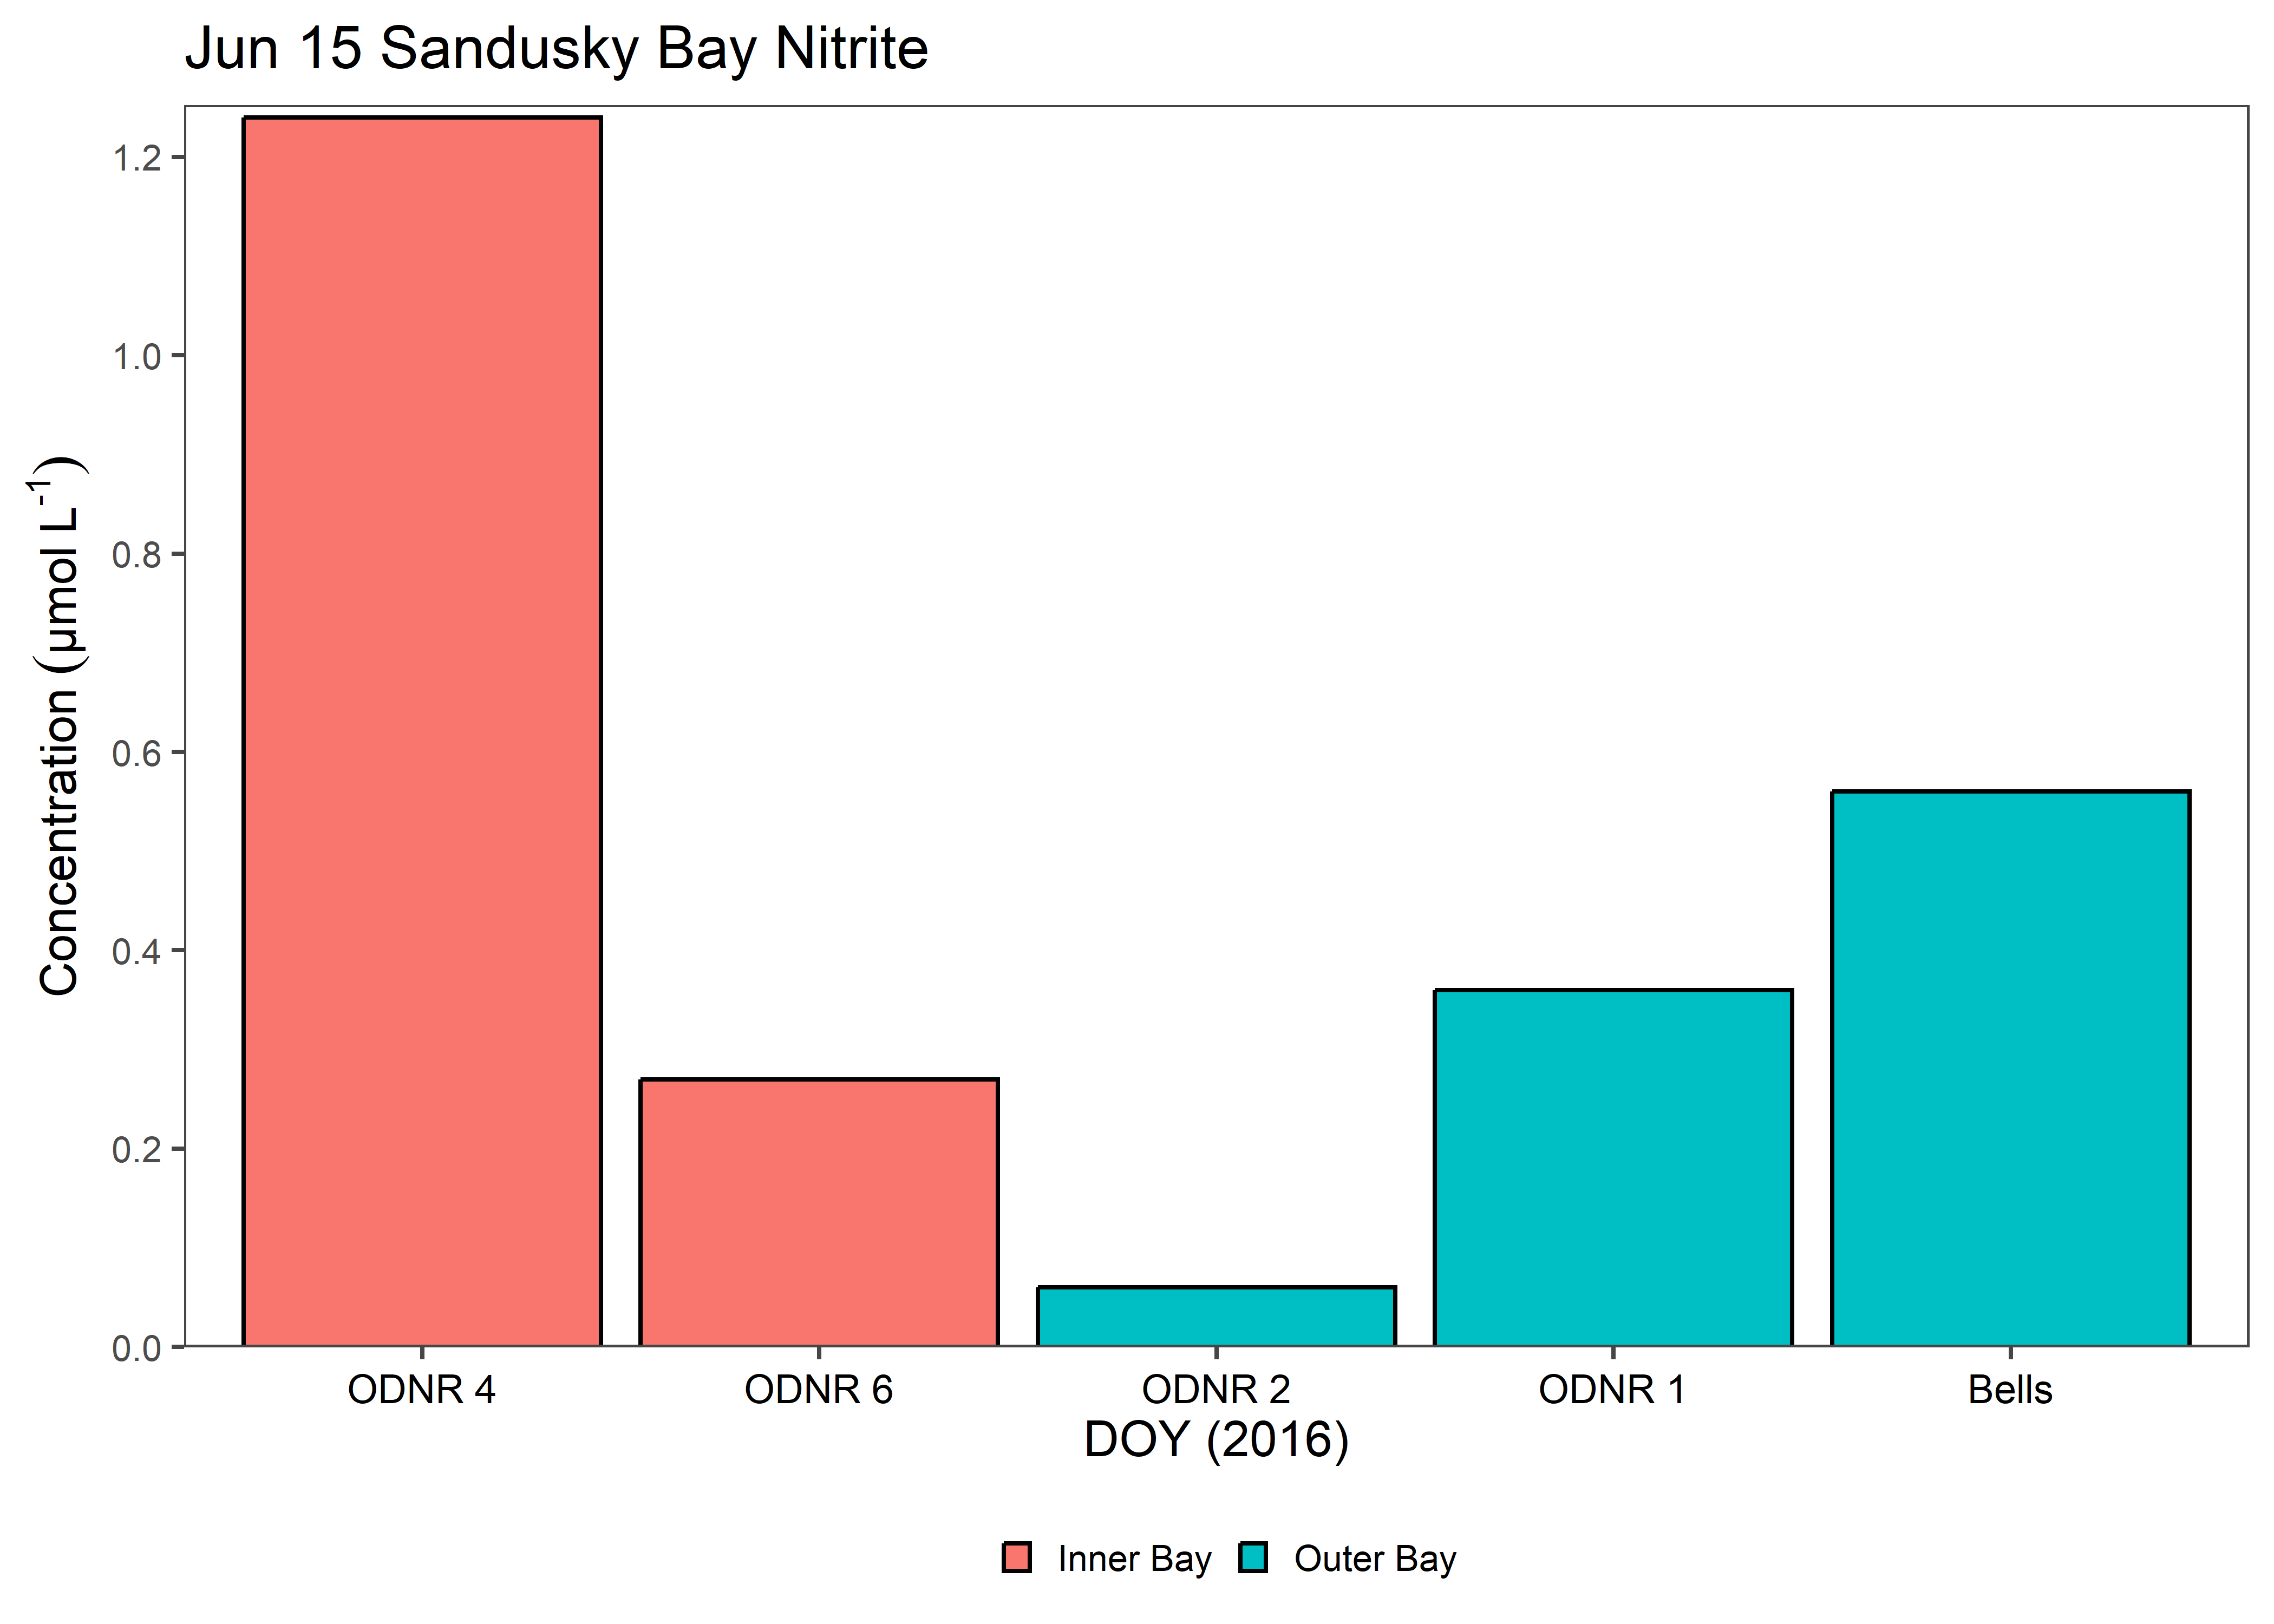 Jun 15 Sandusky Bay Nitrite
Concentration (μmol L⁻¹)
1.2
1.0
0.8
0.6
0.4
0.2
0.0
ODNR 4 ODNR 6 ODNR 2 ODNR 1 Bells
DOY (2016)
Inner Bay Outer Bay